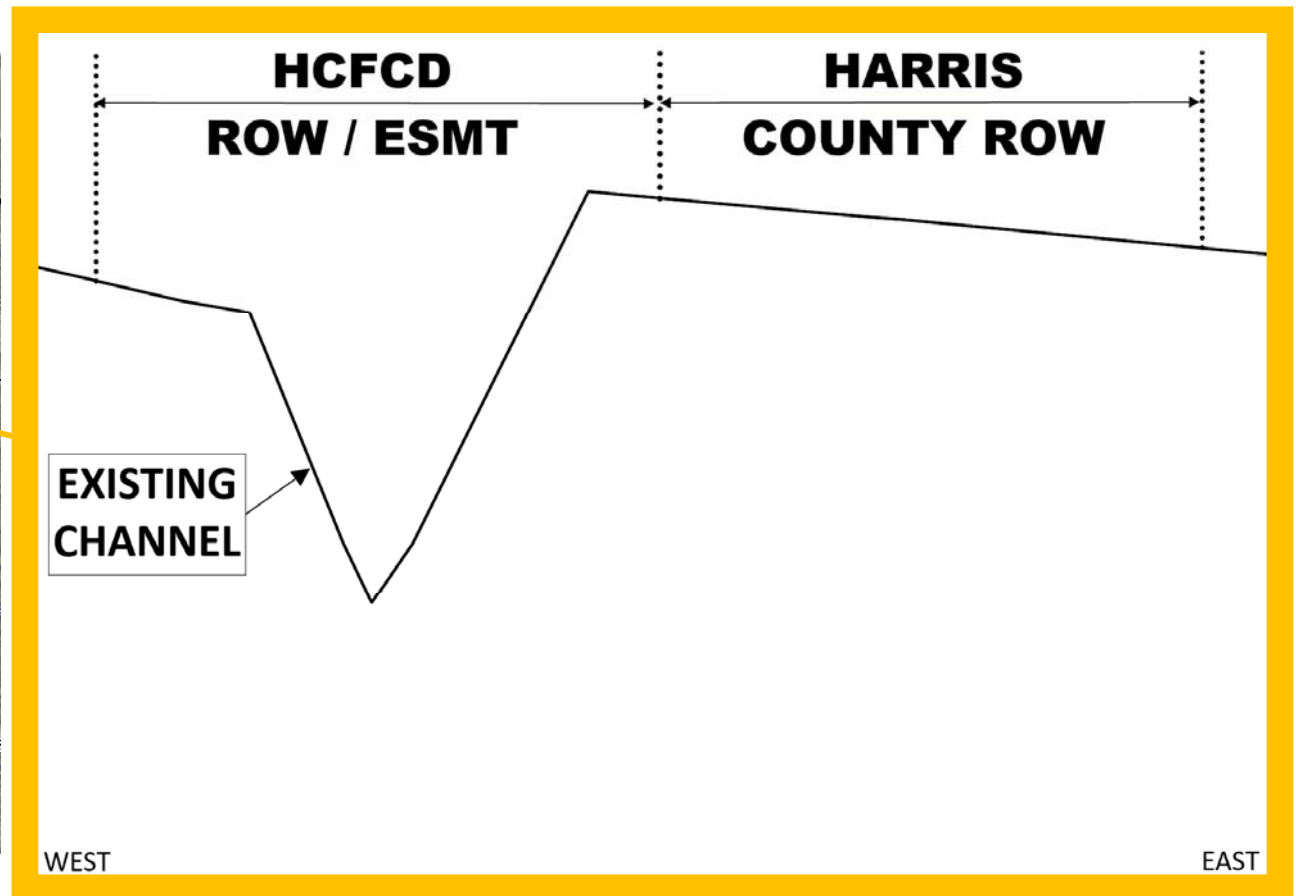 HCFCD
ROW / ESMT
HARRIS
COUNTY ROW
EXISTING
CHANNEL
WEST
EAST